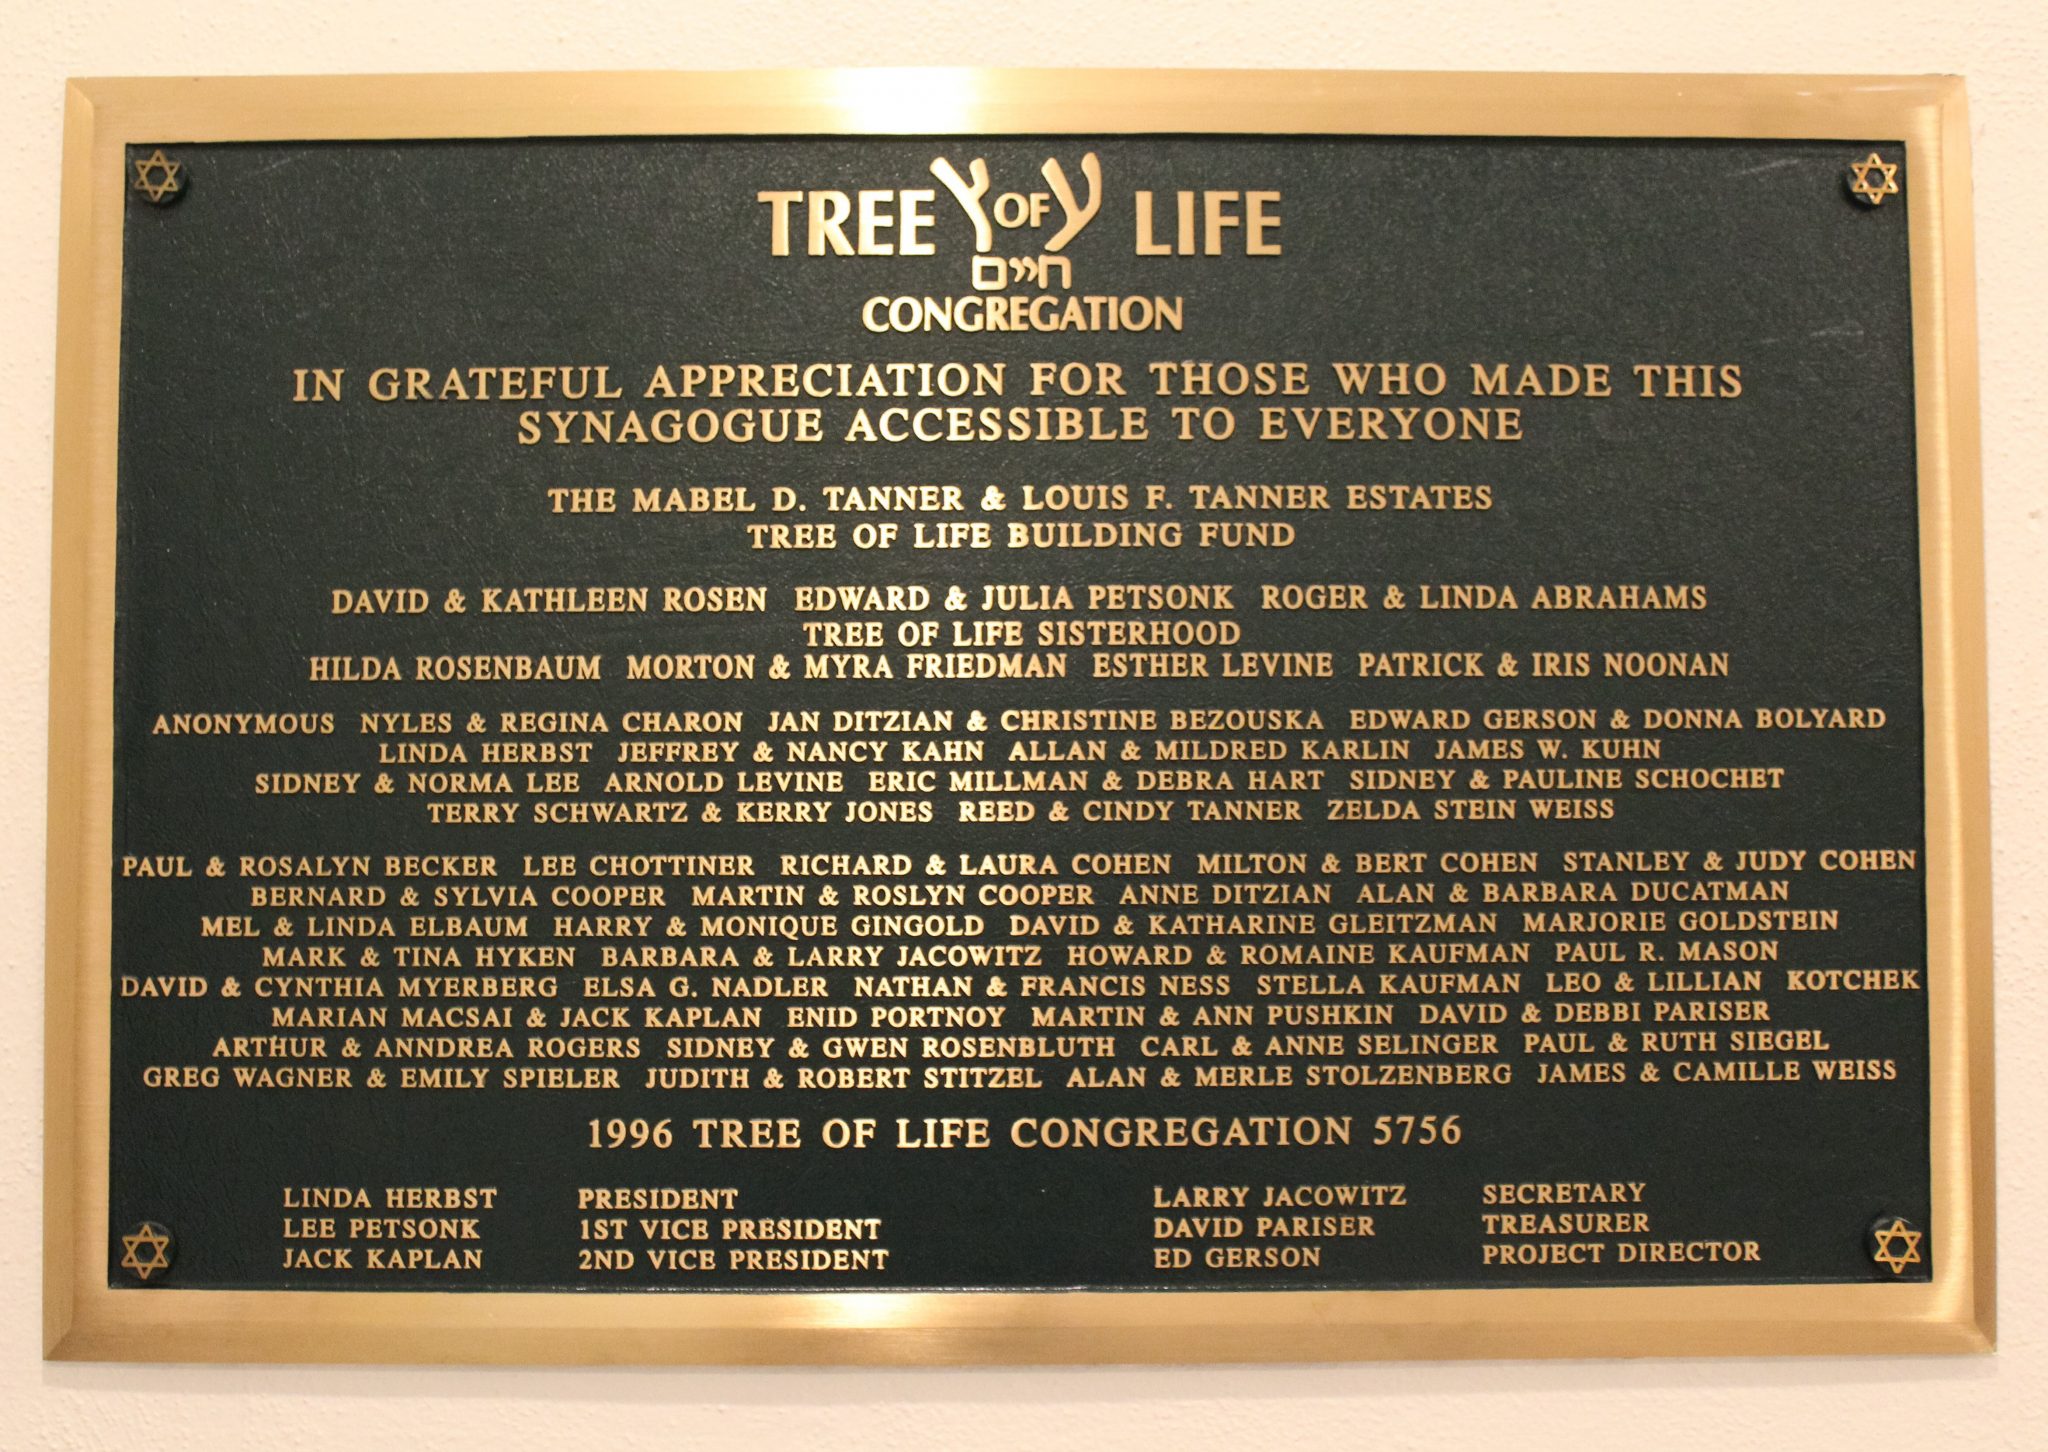 TREE עץ OF LIFE
חיים
CONGREGATION
IN GRATEFUL APPRECIATION FOR THOSE WHO MADE THIS
SYNAGOGUE ACCESSIBLE TO EVERYONE
THE MABEL D. TANNER & LOUIS F. TANNER ESTATES
TREE OF LIFE BUILDING FUND
DAVID & KATHLEEN ROSEN EDWARD & JULIA PETSONK ROGER & LINDA ABRAHAMS
TREE OF LIFE SISTERHOOD
HILDA ROSENBAUM MORTON & MYRA FRIEDMAN ESTHER LEVINE PATRICK & IRIS NOONAN
ANONYMOUS NYLES & REGINA CHARON JAN DITZIAN & CHRISTINE BEZOUSKA EDWARD GERSON & DONNA BOLYARD
LINDA HERBST JEFFREY & NANCY KAHN ALLAN & MILDRED KARLIN JAMES W. KUHN
SIDNEY & NORMA LEE ARNOLD LEVINE ERIC MILLMAN & DEBRA HART SIDNEY & PAULINE SCHOCHET
TERRY SCHWARTZ & KERRY JONES REED & CINDY TANNER ZELDA STEIN WEISS
PAUL & ROSALYN BECKER LEE CHOTTINER RICHARD & LAURA COHEN MILTON & BERT COHEN STANLEY & JUDY COHEN
BERNARD & SYLVIA COOPER MARTIN & ROSLYN COOPER ANNE DITZIAN ALAN & BARBARA DUCATMAN
MEL & LINDA ELBAUM HARRY & MONIQUE GINGOLD DAVID & KATHARINE GLEITZMAN MARJORIE GOLDSTEIN
MARK & TINA HYKEN BARBARA & LARRY JACOWITZ HOWARD & ROMAINE KAUFMAN PAUL R. MASON
DAVID & CYNTHIA MYERBERG ELSA G. NADLER NATHAN & FRANCIS NESS STELLA KAUFMAN LEO & LILLIAN KOTCHEK
MARIAN MACSAI & JACK KAPLAN ENID PORTNOY MARTIN & ANN PUSHKIN DAVID & DEBBI PARISER
ARTHUR & ANNDREA ROGERS SIDNEY & GWEN ROSENBLUTH CARL & ANNE SELINGER PAUL & RUTH SIEGEL
GREG WAGNER & EMILY SPIELER JUDITH & ROBERT STITZEL ALAN & MERLE STOLZENBERG JAMES & CAMILLE WEISS
1996 TREE OF LIFE CONGREGATION 5756
LINDA HERBST PRESIDENT LARRY JACOWITZ SECRETARY
LEE PETSONK 1ST VICE PRESIDENT DAVID PARISER TREASURER
JACK KAPLAN 2ND VICE PRESIDENT ED GERSON PROJECT DIRECTOR